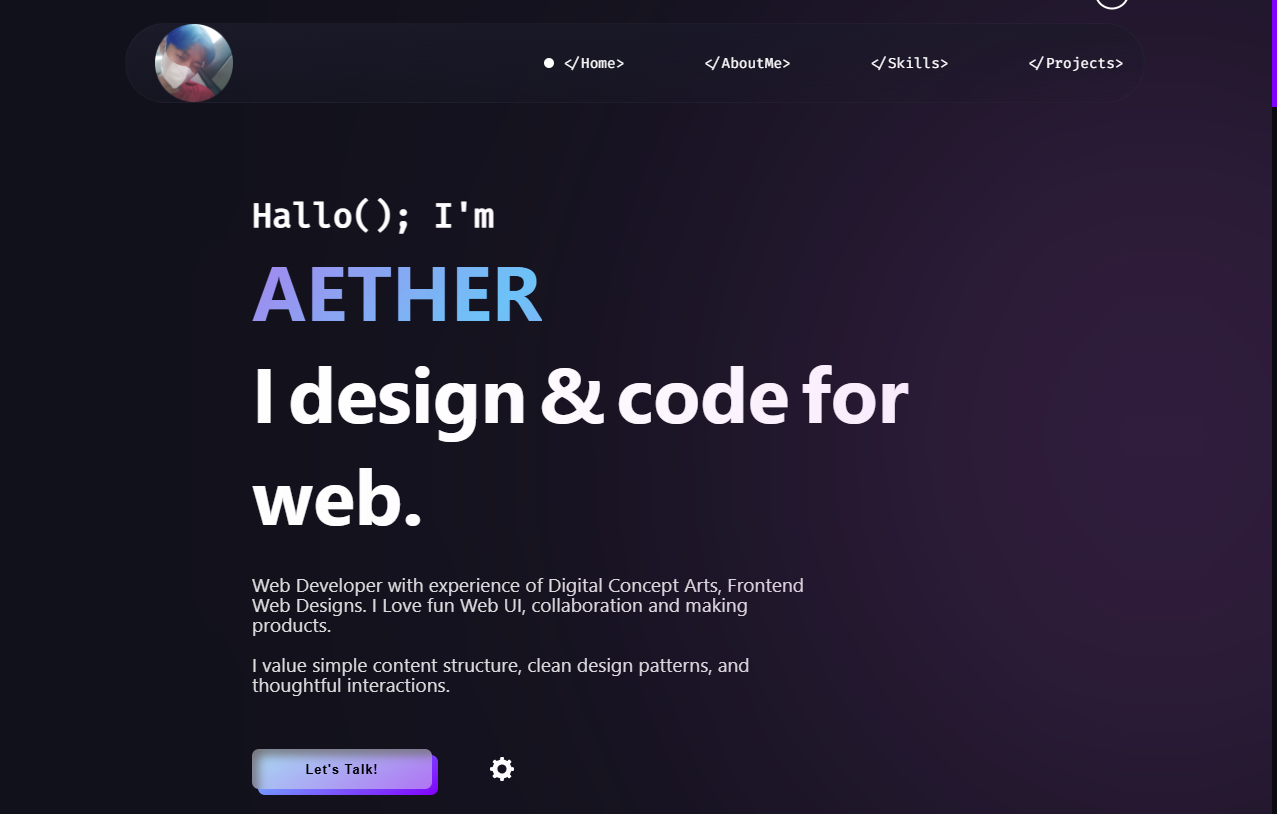 </Home> </AboutMe> </Skills> </Projects>
Hallo(); I'm
AETHER
I design & code for
web.
Web Developer with experience of Digital Concept Arts, Frontend
Web Designs. I Love fun Web UI, collaboration and making
products.
I value simple content structure, clean design patterns, and
thoughtful interactions.
Let's Talk!